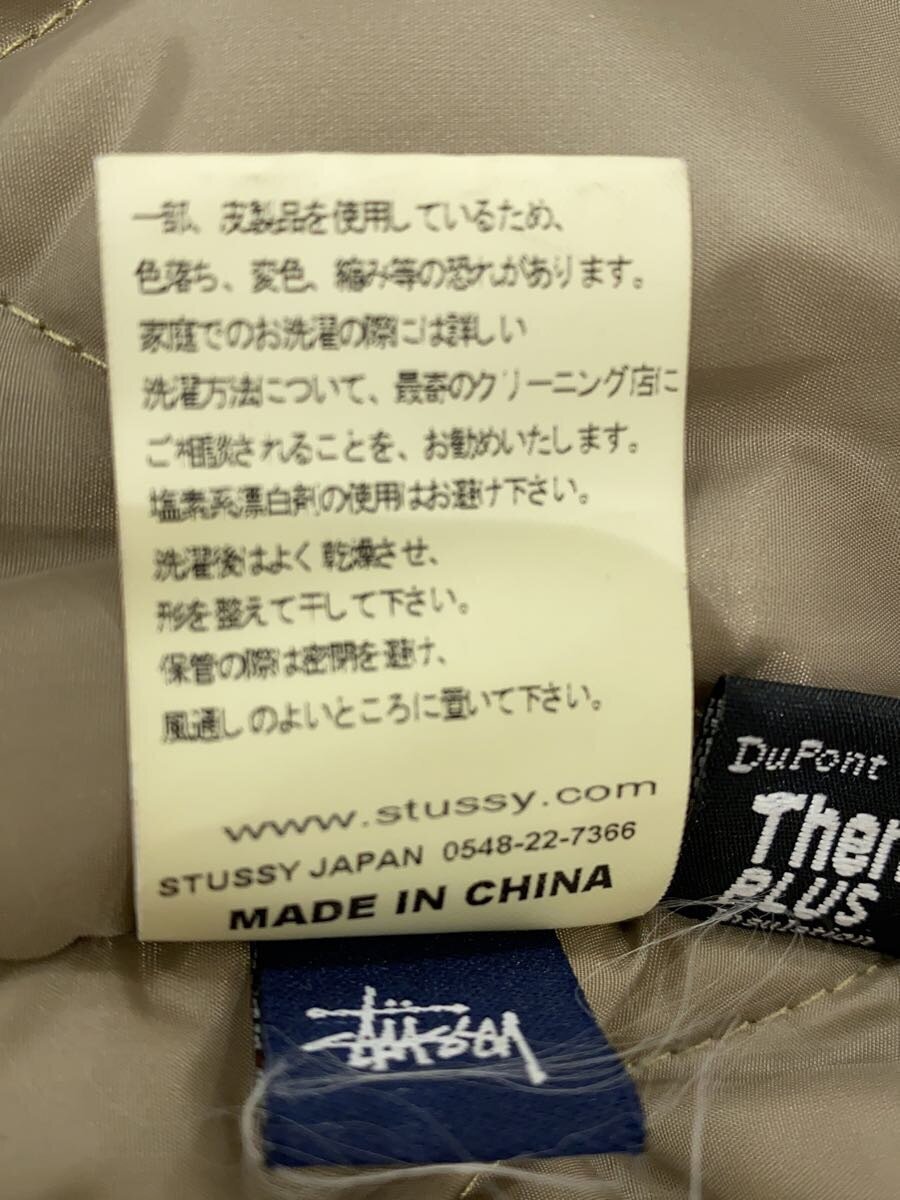 一部、皮製品を使用しているため、
色落ち、変色、縮み等の恐れがあります。
家庭でのお洗濯の際には詳しい
洗濯方法について、最寄のクリーニング店に
ご相談されることを、お勧めいたします。
塩素系漂白剤の使用はお避け下さい。
洗濯後はよく乾燥させ、
形を整えて干して下さい。
保管の際は密閉を避け、
風通しのよいところに置いて下さい。
www.stussy.com
STUSSY JAPAN 0548-22-7366
MADE IN CHINA
DuPont
Ther
PLUS
Stüssy